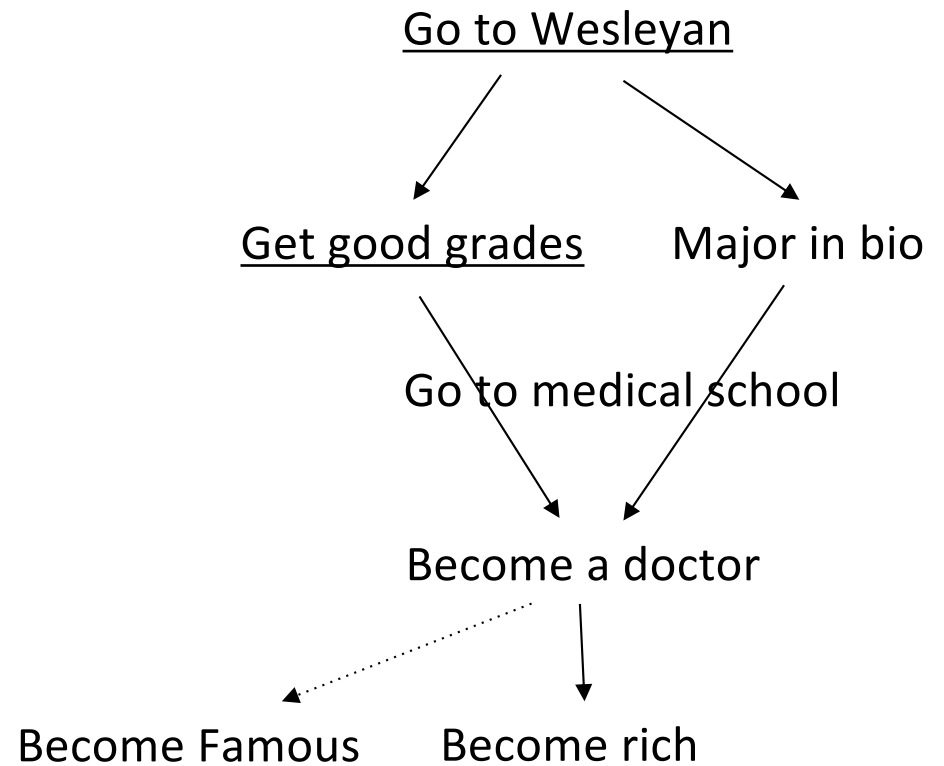 Go to Wesleyan
Get good grades
Major in bio
Go to medical school
Become a doctor
Become Famous
Become rich